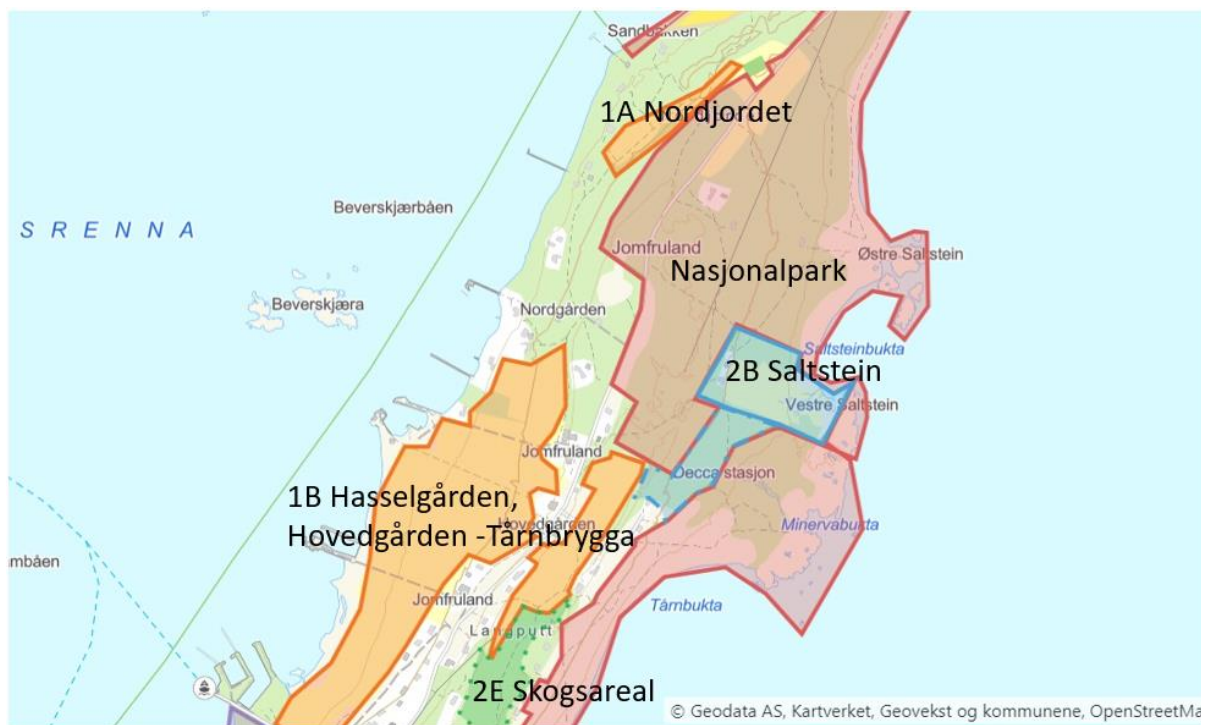 Sandbakken
1A Nordjordet
Beverskjærbåen
S R E N N A
Jomfruland
Østre Saltstein
Nasjonalpark
Beverskjæra
Nordgården
Saltsteinbukta
2B Saltstein
Vestre Saltstein
Jomfruland
Decca stasjon
1B Hasselgården,
Hovedgården
Hovedgården -Tårnbrygga
Minervabukta
mbåen
Jomfruland
Tårnbukta
Langputt
2E Skogsareal
© Geodata AS, Kartverket, Geovekst og kommunene, OpenStreetMa